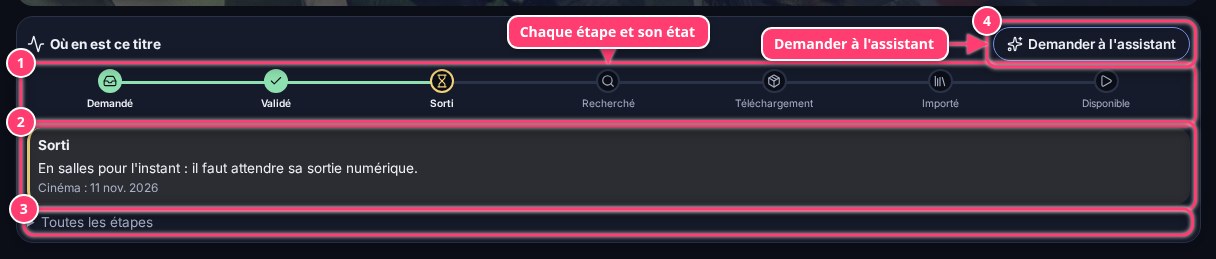 Chaque étape et son état
4
Où en est ce titre
Demander à l'assistant
Demander à l'assistant
1
Demandé
Validé
Sorti
Recherché
Téléchargement
Importé
Disponible
2
Sorti
En salles pour l'instant : il faut attendre sa sortie numérique.
Cinéma : 11 nov. 2026
3
Toutes les étapes